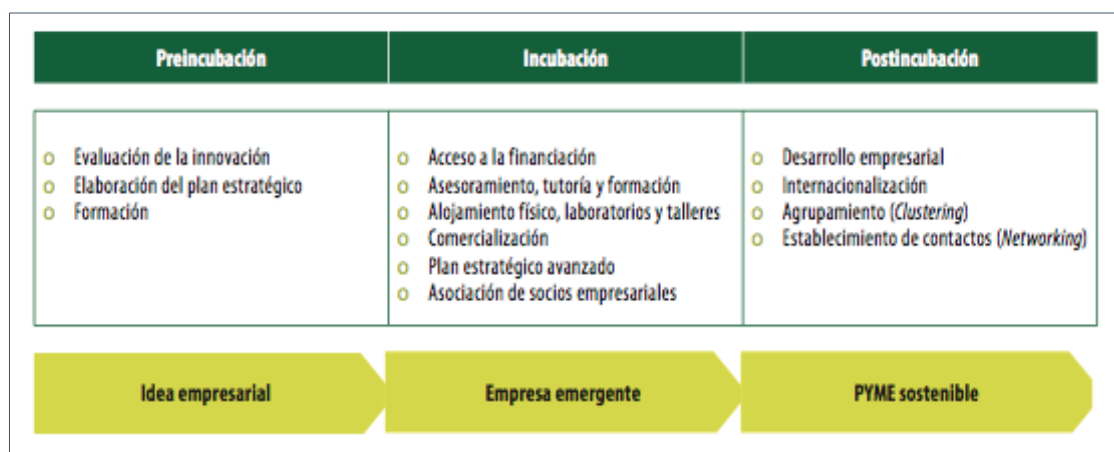 Preincubación
Incubación
Postincubación
o Evaluación de la innovación
o Elaboración del plan estratégico
o Formación
o Acceso a la financiación
o Asesoramiento, tutoría y formación
o Alojamiento físico, laboratorios y talleres
o Comercialización
o Plan estratégico avanzado
o Asociación de socios empresariales
o Desarrollo empresarial
o Internacionalización
o Agrupamiento (Clustering)
o Establecimiento de contactos (Networking)
Idea empresarial
Empresa emergente
PYME sostenible